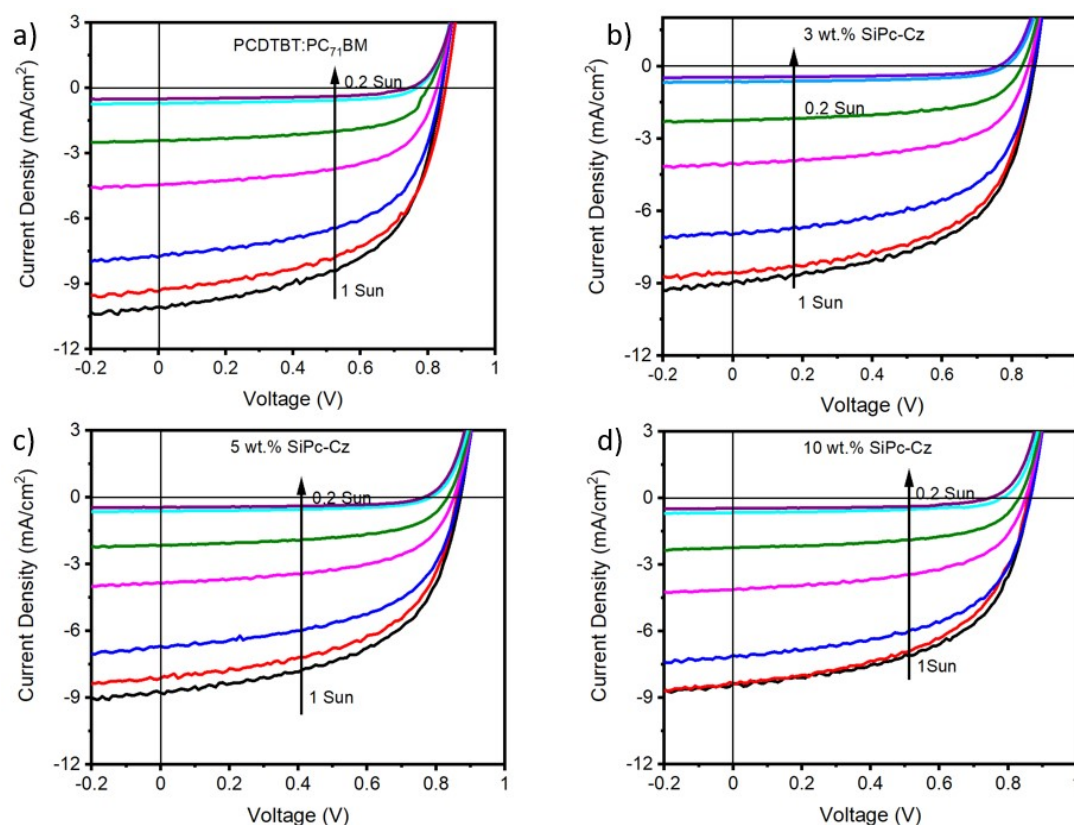 a)
PCDTBT:PC₇₁BM
0.2 Sun
1 Sun
3
0
-3
-6
-9
-12
Current Density (mA/cm²)
-0.2 0 0.2 0.4 0.6 0.8 1
Voltage (V)
b)
3 wt.% SiPc-Cz
0.2 Sun
1 Sun
3
0
-3
-6
-9
-12
Current Density (mA/cm²)
-0.2 0 0.2 0.4 0.6 0.8 1
Voltage (V)
c)
5 wt.% SiPc-Cz
0.2 Sun
1 Sun
3
0
-3
-6
-9
-12
Current Density (mA/cm²)
-0.2 0 0.2 0.4 0.6 0.8 1
Voltage (V)
d)
10 wt.% SiPc-Cz
0.2 Sun
1Sun
3
0
-3
-6
-9
-12
Current Density (mA/cm²)
-0.2 0 0.2 0.4 0.6 0.8 1
Voltage (V)